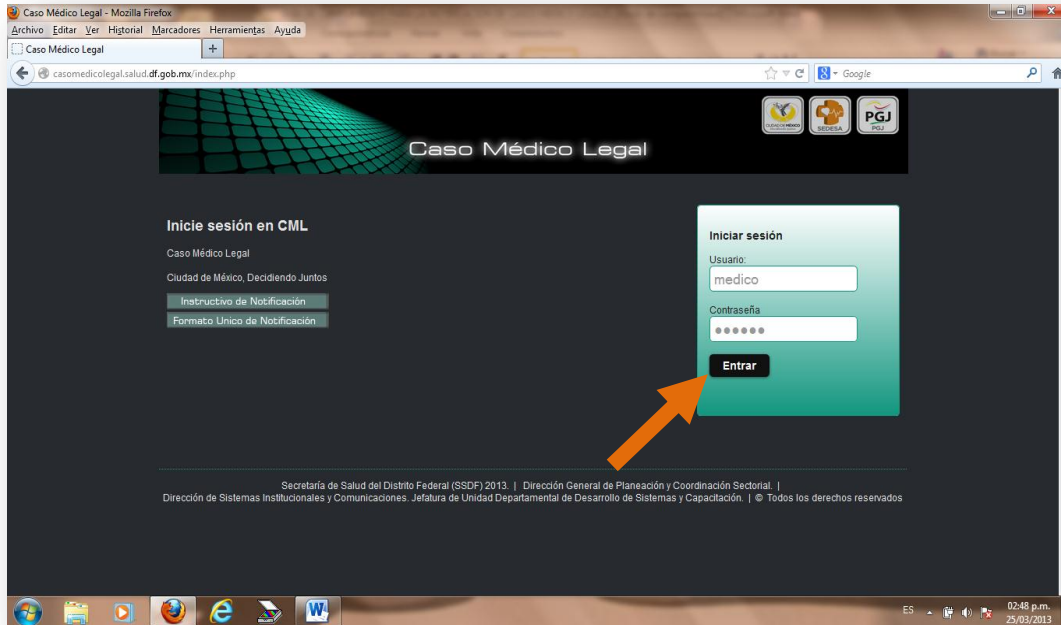 Caso Médico Legal - Mozilla Firefox
Archivo Editar Ver Historial Marcadores Herramientas Ayuda
Caso Médico Legal +
casomedicolegal.salud.df.gob.mx/index.php
Google
CIUDAD DE MÉXICO
SEDESA
PGJ
PGJ
Caso Médico Legal
Inicie sesión en CML
Caso Médico Legal
Ciudad de México, Decidiendo Juntos
Instructivo de Notificación
Formato Unico de Notificación
Iniciar sesión
Usuario:
medico
Contraseña
●●●●●●
Entrar
Secretaría de Salud del Distrito Federal (SSDF) 2013. | Dirección General de Planeación y Coordinación Sectorial. |
Dirección de Sistemas Institucionales y Comunicaciones. Jefatura de Unidad Departamental de Desarrollo de Sistemas y Capacitación. | © Todos los derechos reservados
ES
02:48 p.m.
25/03/2013